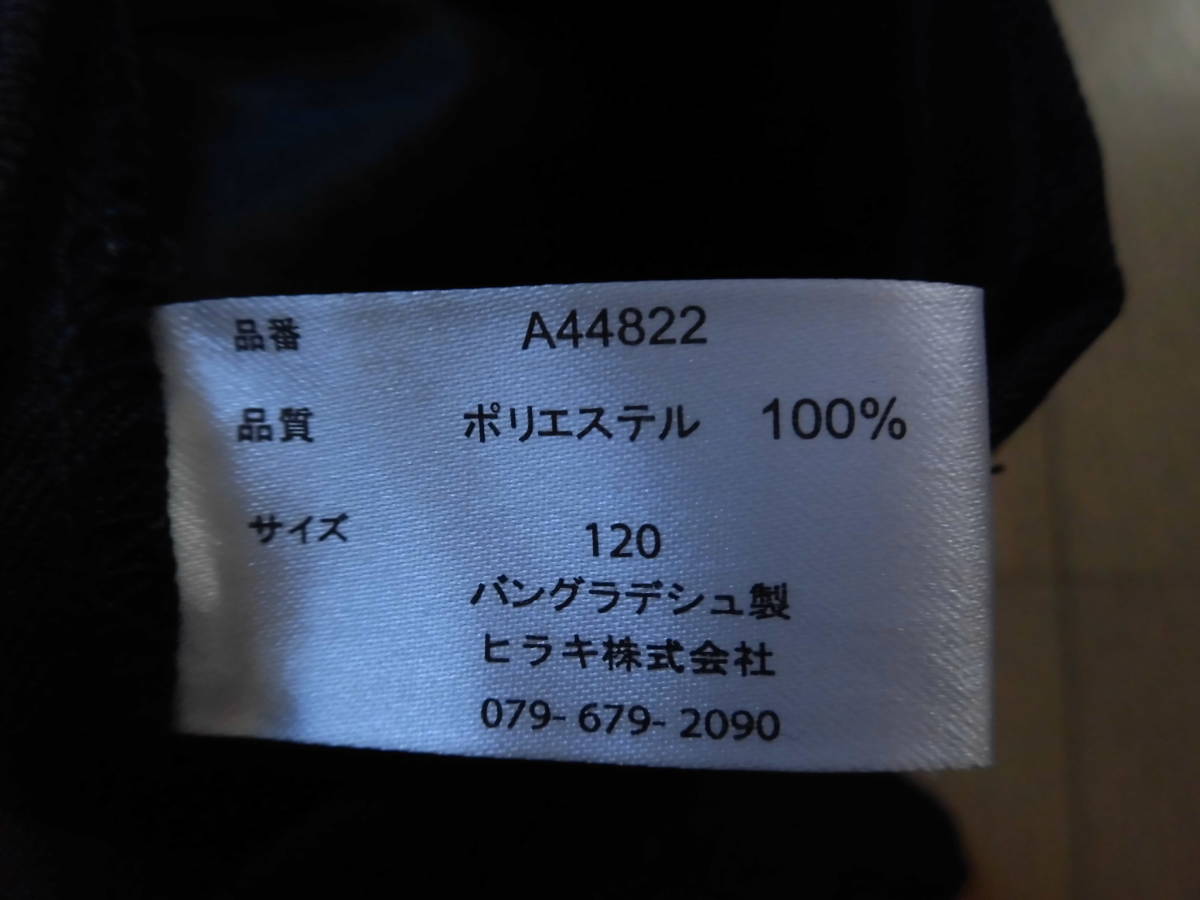 品番 A44822
品質 ポリエステル 100%
サイズ 120
バングラデシュ製
ヒラキ株式会社
079-679-2090